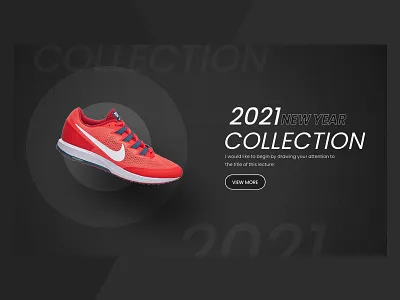 COLLECTION
2021 NEW YEAR
COLLECTION
I would like to begin by drawing your attention to
the title of this lecture:
VIEW MORE
2021